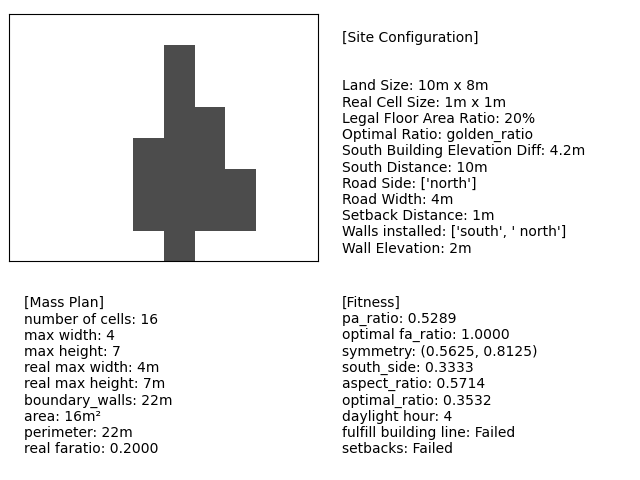 [Site Configuration]
Land Size: 10m x 8m
Real Cell Size: 1m x 1m
Legal Floor Area Ratio: 20%
Optimal Ratio: golden_ratio
South Building Elevation Diff: 4.2m
South Distance: 10m
Road Side: ['north']
Road Width: 4m
Setback Distance: 1m
Walls installed: ['south', ' north']
Wall Elevation: 2m
[Mass Plan]
number of cells: 16
max width: 4
max height: 7
real max width: 4m
real max height: 7m
boundary_walls: 22m
area: 16m²
perimeter: 22m
real faratio: 0.2000
[Fitness]
pa_ratio: 0.5289
optimal fa_ratio: 1.0000
symmetry: (0.5625, 0.8125)
south_side: 0.3333
aspect_ratio: 0.5714
optimal_ratio: 0.3532
daylight hour: 4
fulfill building line: Failed
setbacks: Failed